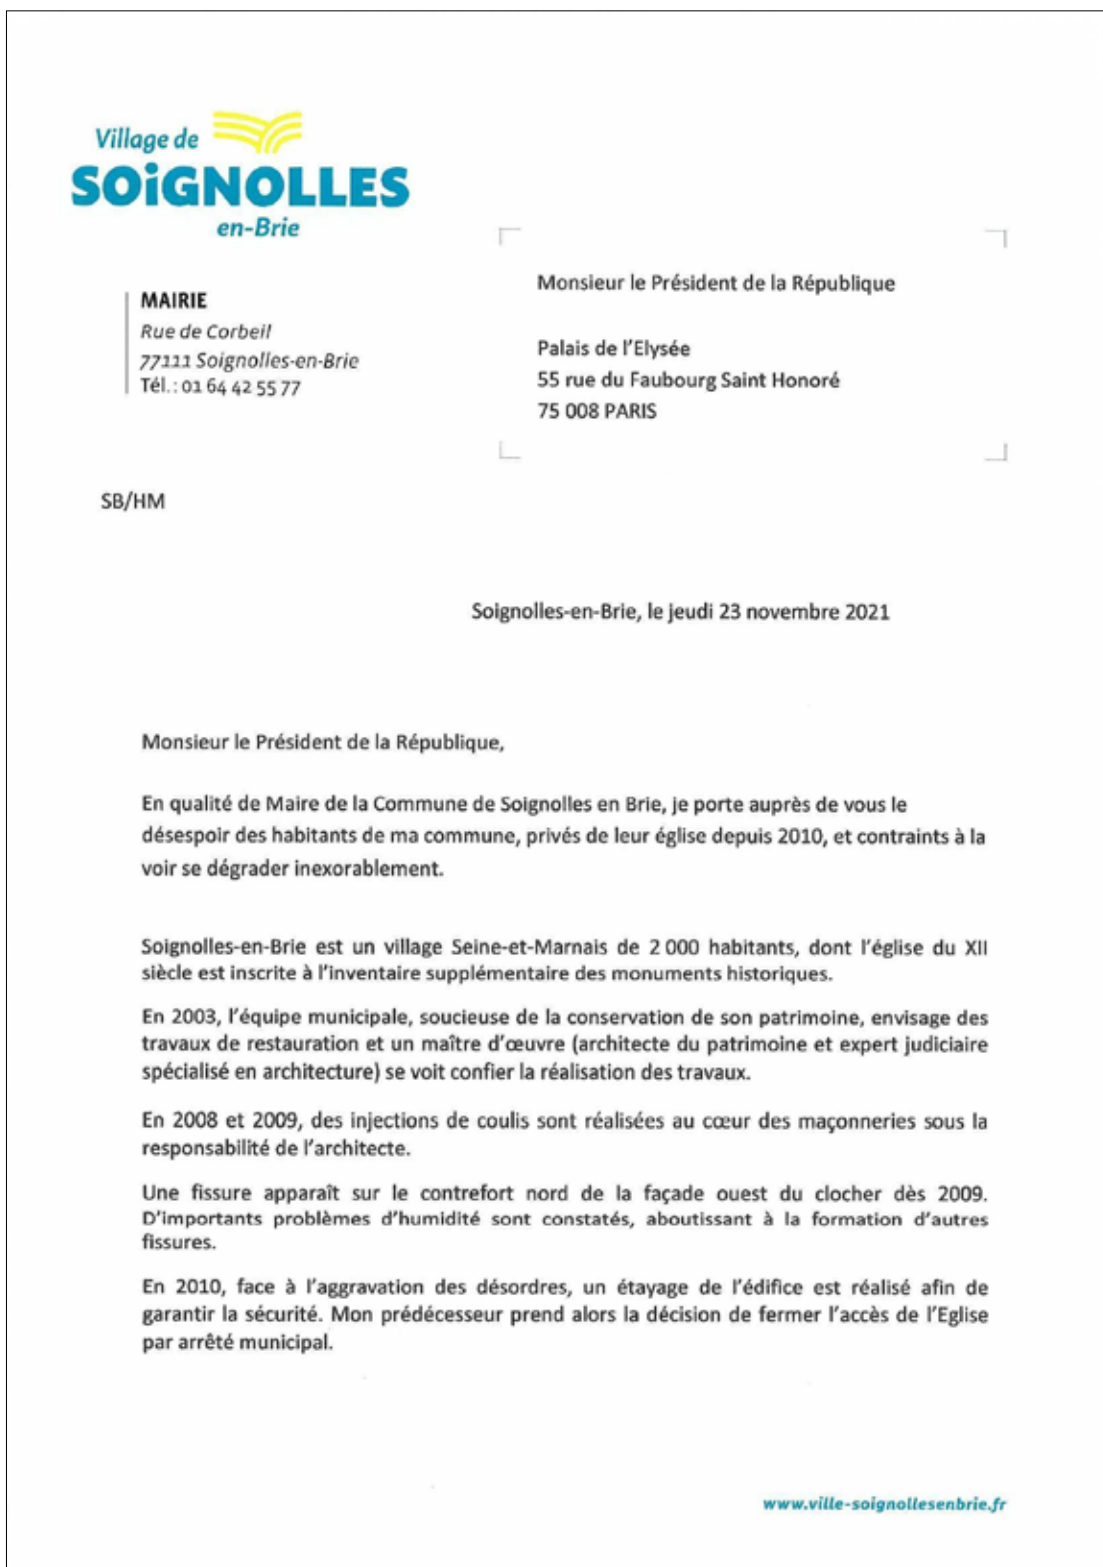 Village de
SOiGNOLLES
en-Brie
MAIRIE
Rue de Corbeil
77111 Soignolles-en-Brie
Tél.: 01 64 42 55 77
Monsieur le Président de la République
Palais de l'Elysée
55 rue du Faubourg Saint Honoré
75 008 PARIS
SB/HM
Soignolles-en-Brie, le jeudi 23 novembre 2021
Monsieur le Président de la République,
En qualité de Maire de la Commune de Soignolles en Brie, je porte auprès de vous le
désespoir des habitants de ma commune, privés de leur église depuis 2010, et contraints à la
voir se dégrader inexorablement.
Soignolles-en-Brie est un village Seine-et-Marnais de 2 000 habitants, dont l'église du XII
siècle est inscrite à l'inventaire supplémentaire des monuments historiques.
En 2003, l'équipe municipale, soucieuse de la conservation de son patrimoine, envisage des
travaux de restauration et un maître d'œuvre (architecte du patrimoine et expert judiciaire
spécialisé en architecture) se voit confier la réalisation des travaux.
En 2008 et 2009, des injections de coulis sont réalisées au cœur des maçonneries sous la
responsabilité de l'architecte.
Une fissure apparaît sur le contrefort nord de la façade ouest du clocher dès 2009.
D'importants problèmes d'humidité sont constatés, aboutissant à la formation d'autres
fissures.
En 2010, face à l'aggravation des désordres, un étayage de l'édifice est réalisé afin de
garantir la sécurité. Mon prédécesseur prend alors la décision de fermer l'accès de l'Eglise
par arrêté municipal.
www.ville-soignollesenbrie.fr